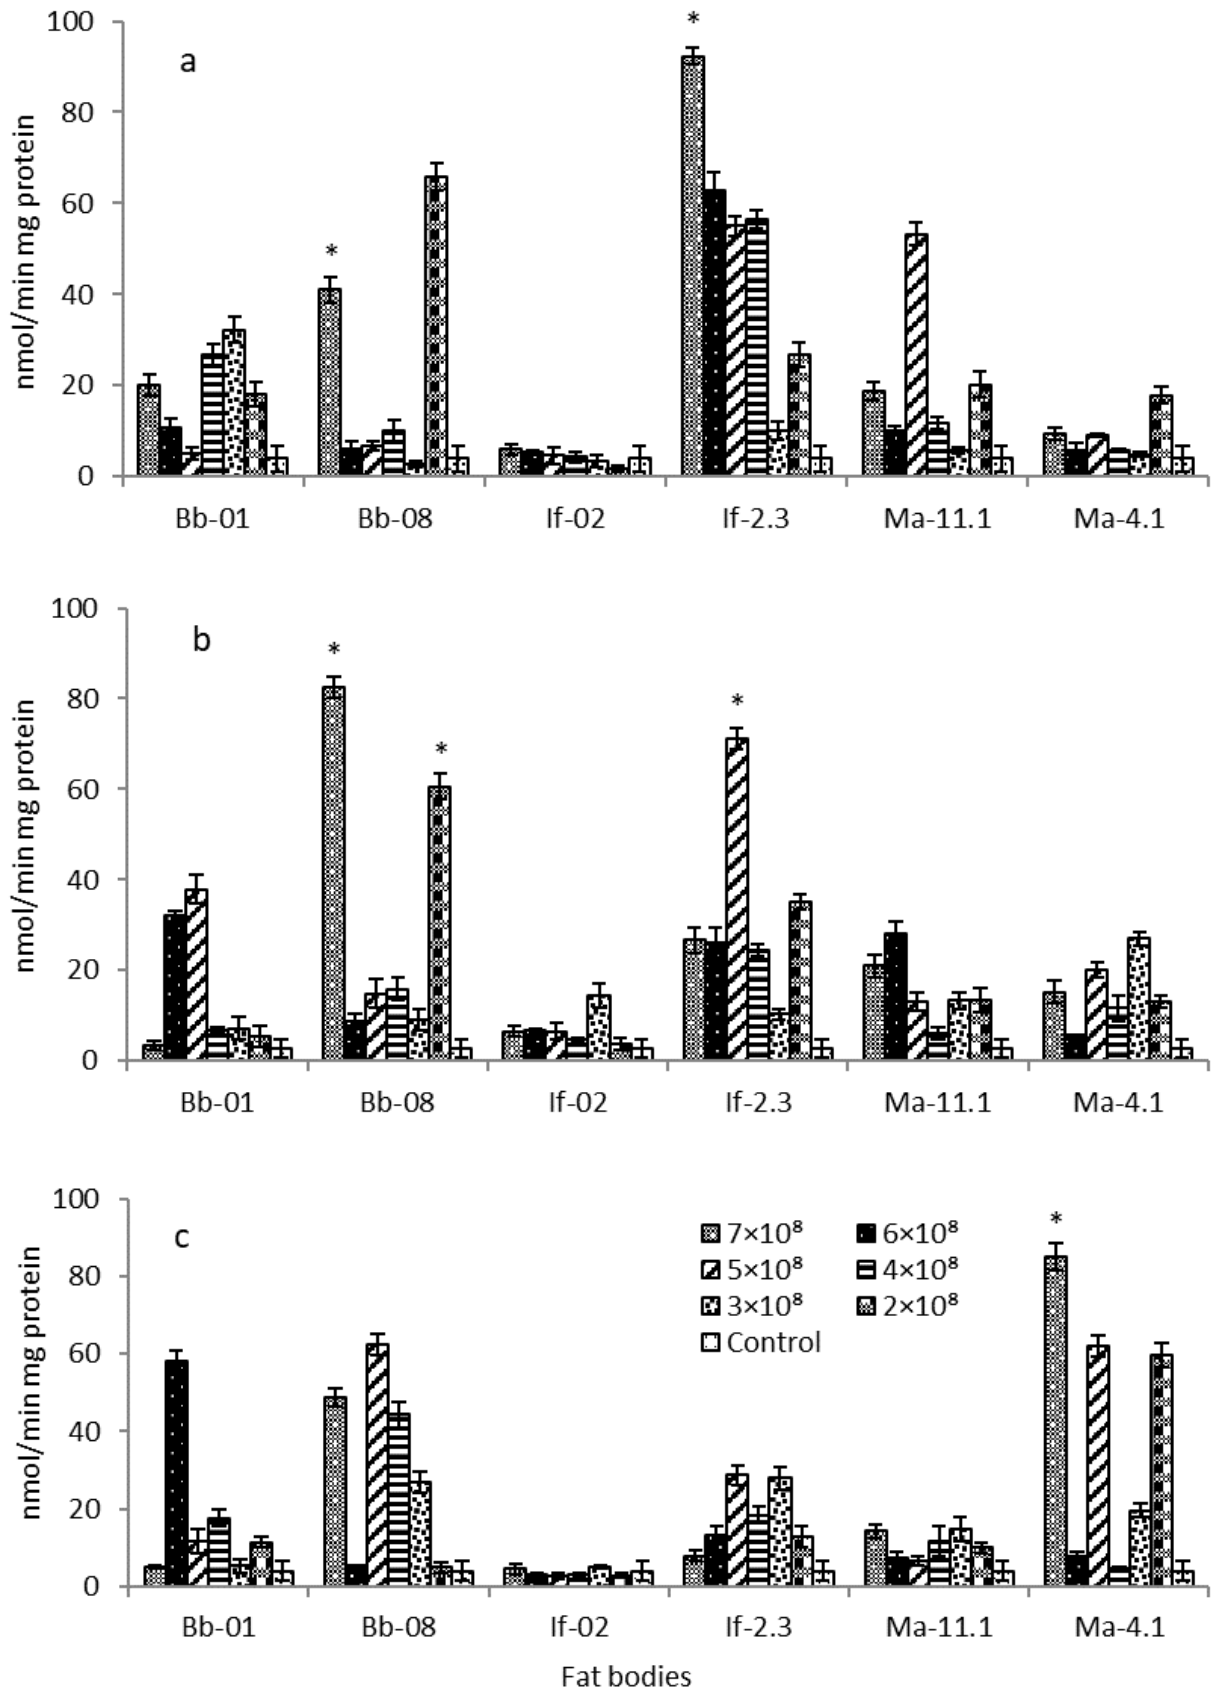 100
80
60
40
20
0
nmol/min mg protein
a
*
*
Bb-01 Bb-08 If-02 If-2.3 Ma-11.1 Ma-4.1
100
80
60
40
20
0
nmol/min mg protein
b
*
*
*
Bb-01 Bb-08 If-02 If-2.3 Ma-11.1 Ma-4.1
100
80
60
40
20
0
nmol/min mg protein
c
7×10⁸ 6×10⁸
5×10⁸ 4×10⁸
3×10⁸ 2×10⁸
Control
*
Bb-01 Bb-08 If-02 If-2.3 Ma-11.1 Ma-4.1
Fat bodies